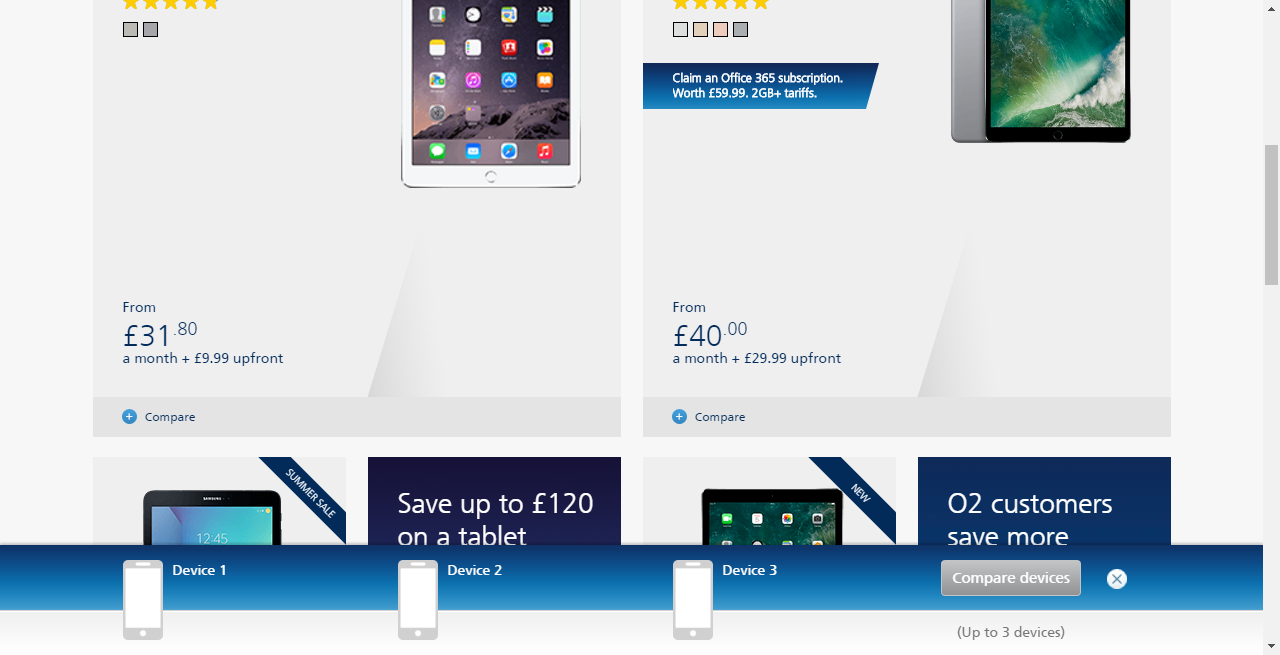 Claim an Office 365 subscription.
Worth £59.99. 2GB+ tariffs.
From
£31.80
a month + £9.99 upfront
From
£40.00
a month + £29.99 upfront
Compare
Compare
SUMMER SALE
SAMSUNG
12:45
Save up to £120
on a tablet
NEW
O2 customers
save more
Device 1
Device 2
Device 3
Compare devices
(Up to 3 devices)